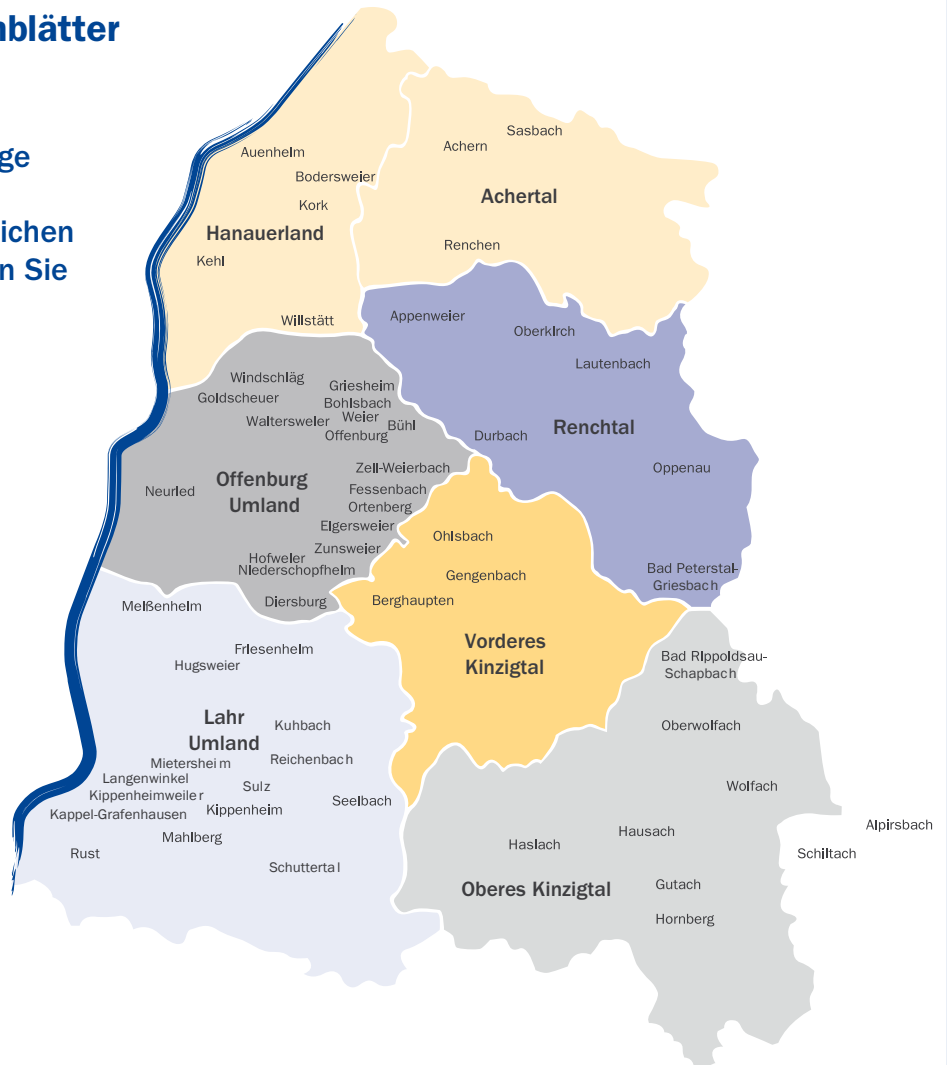 nblätter
ge
ichen
n Sie
Auenheim
Bodersweier
Kork
Hanauerland
Kehl
Willstätt
Sasbach
Achern
Achertal
Renchen
Appenweier
Oberkirch
Lautenbach
Durbach
Renchtal
Oppenau
Bad Peterstal-
Griesbach
Windschläg
Griesheim
Goldscheuer
Bohlsbach
Waltersweier
Weier
Bühl
Offenburg
Zell-Weierbach
Offenburg
Umland
Neuried
Fessenbach
Ortenberg
Elgersweier
Zunsweier
Hofweier
Niederschopfheim
Diersburg
Ohlsbach
Gengenbach
Berghaupten
Vorderes
Kinzigtal
Meißenheim
Friesenheim
Hugsweier
Lahr
Umland
Kuhbach
Mietersheim
Reichenbach
Langenwinkel
Sulz
Kippenheimweiler
Seelbach
Kappel-Grafenhausen
Kippenheim
Mahlberg
Rust
Schuttertal
Bad Rippoldsau-
Schapbach
Oberwolfach
Wolfach
Alpirsbach
Schiltach
Hausach
Haslach
Oberes Kinzigtal
Gutach
Hornberg